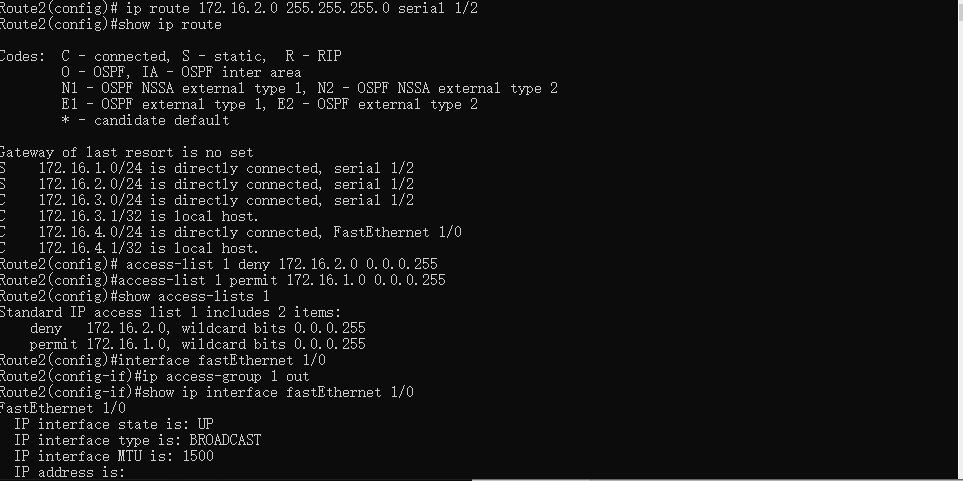 Route2(config)# ip route 172.16.2.0 255.255.255.0 serial 1/2
Route2(config)#show ip route
Codes:  C - connected, S - static,  R - RIP
        O - OSPF, IA - OSPF inter area
        N1 - OSPF NSSA external type 1, N2 - OSPF NSSA external type 2
        E1 - OSPF external type 1, E2 - OSPF external type 2
        * - candidate default
Gateway of last resort is no set
S    172.16.1.0/24 is directly connected, serial 1/2
S    172.16.2.0/24 is directly connected, serial 1/2
C    172.16.3.0/24 is directly connected, serial 1/2
C    172.16.3.1/32 is local host.
C    172.16.4.0/24 is directly connected, FastEthernet 1/0
C    172.16.4.1/32 is local host.
Route2(config)# access-list 1 deny 172.16.2.0 0.0.0.255
Route2(config)#access-list 1 permit 172.16.1.0 0.0.0.255
Route2(config)#show access-lists 1
Standard IP access list 1 includes 2 items:
    deny   172.16.2.0, wildcard bits 0.0.0.255
    permit 172.16.1.0, wildcard bits 0.0.0.255
Route2(config)#interface fastEthernet 1/0
Route2(config-if)#ip access-group 1 out
Route2(config-if)#show ip interface fastEthernet 1/0
FastEthernet 1/0
  IP interface state is: UP
  IP interface type is: BROADCAST
  IP interface MTU is: 1500
  IP address is: